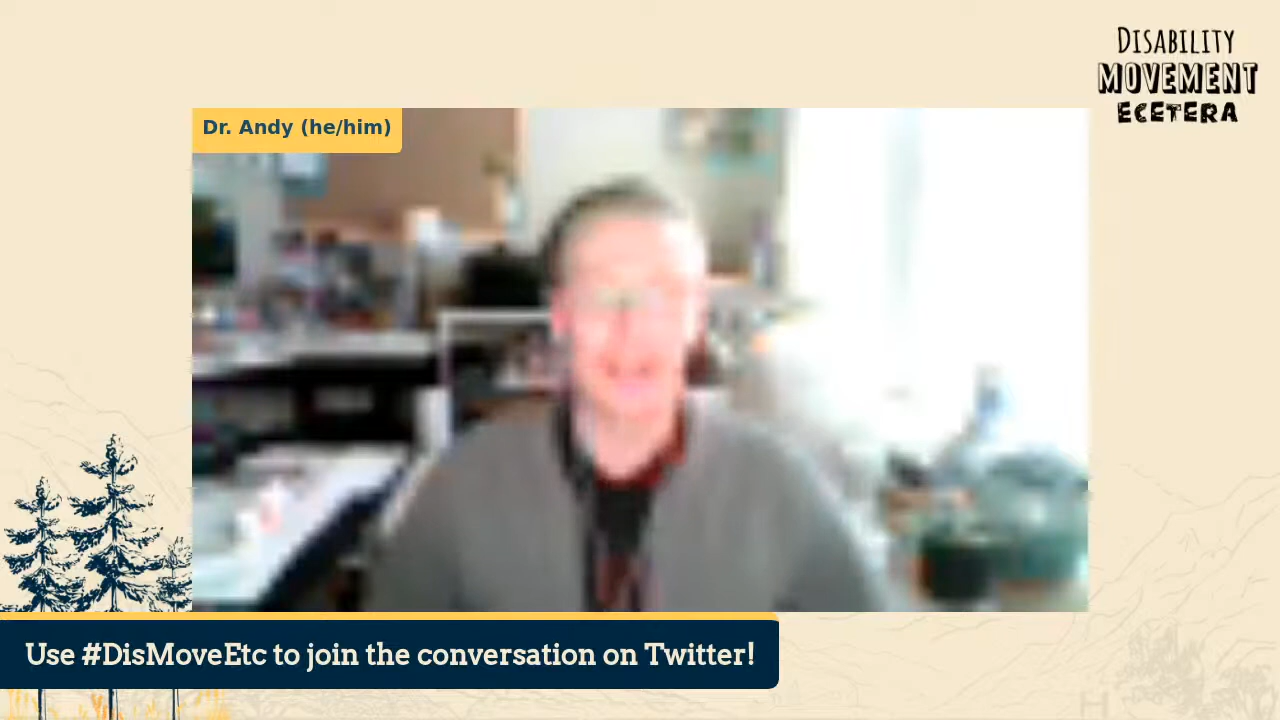 DISABILITY
MOVEMENT
ECETERA
Dr. Andy (he/him)
Use #DisMoveEtc to join the conversation on Twitter!